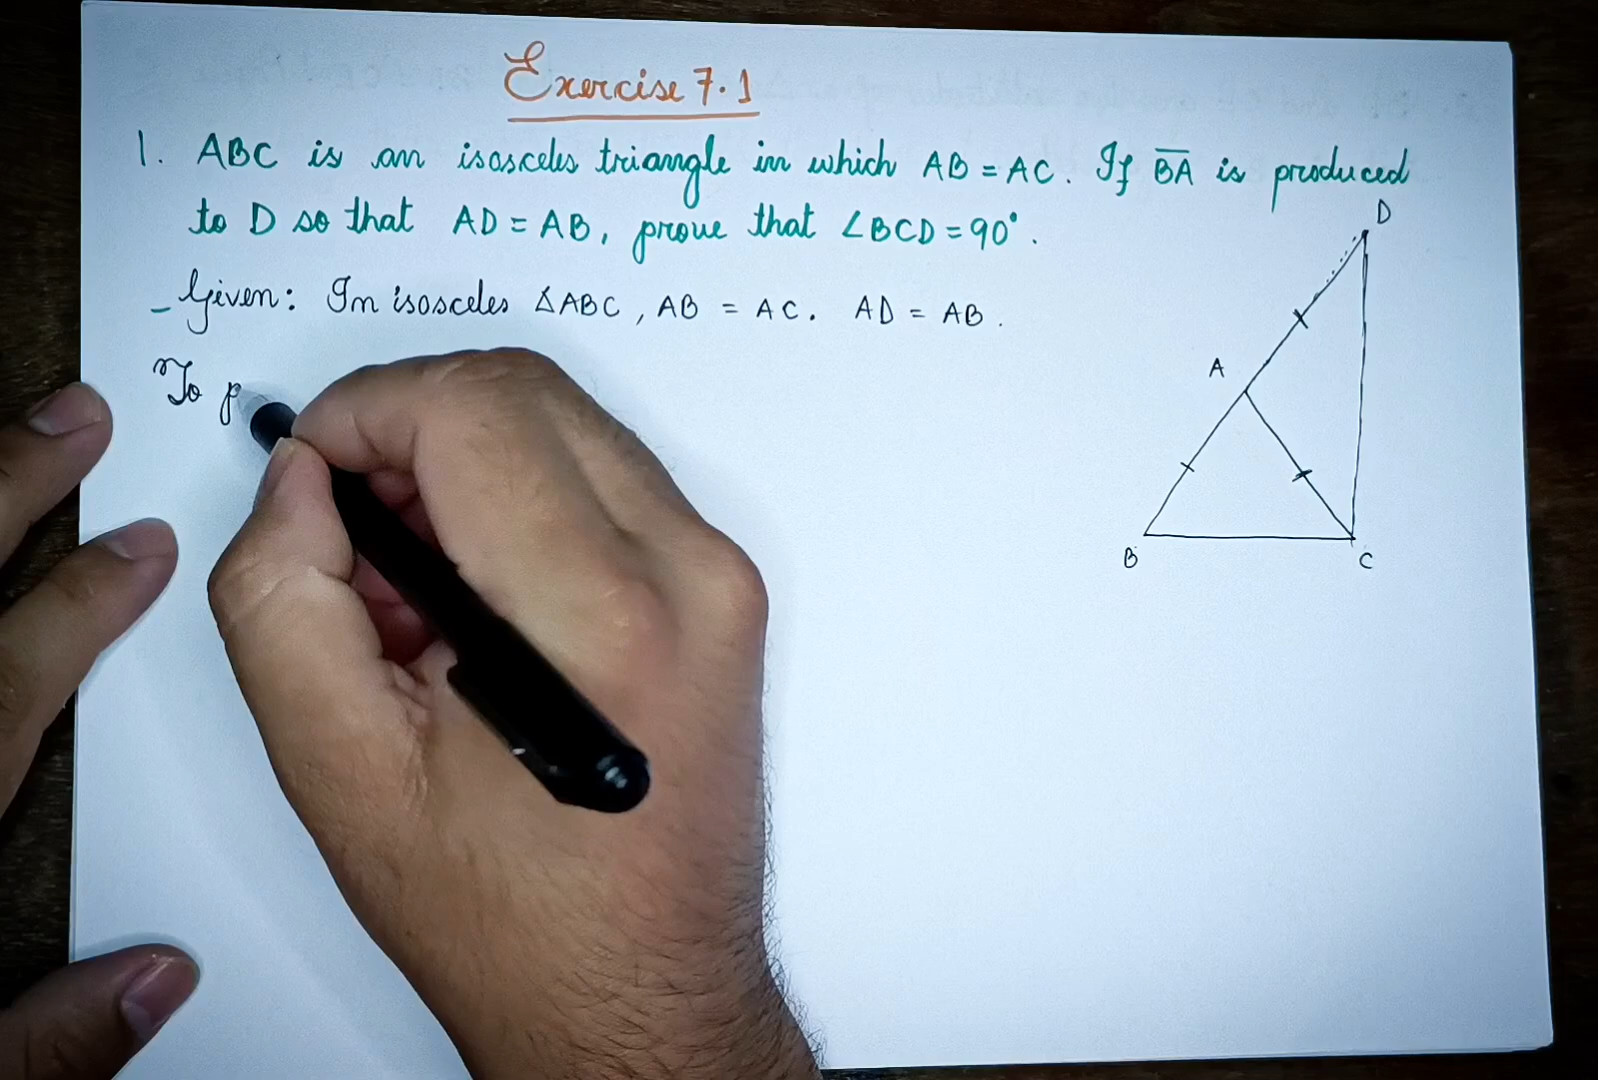 Exercise 7.1
1. ABC is an isosceles triangle in which AB = AC. If B̅A̅ is produced
to D so that AD = AB, prove that ∠BCD = 90°.
Given: In isosceles ΔABC, AB = AC. AD = AB.
To p
D
A
B
C